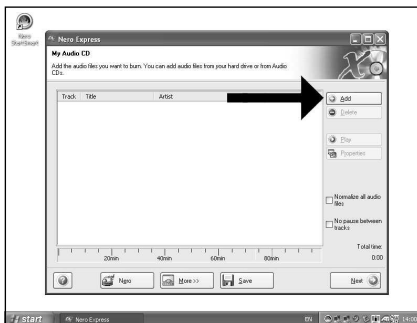 Nero
StartSmart
Nero Express
My Audio CD
Add the audio files you want to burn. You can add audio files from your hard drive or from Audio
CDs.
Track Title Artist
Add
Delete
Play
Properties
Normalize all audio
files
No pause between
tracks
Total time:
0:00
20min 40min 60min 80min
Nero More >> Save Next
start Nero Express EN 14:00